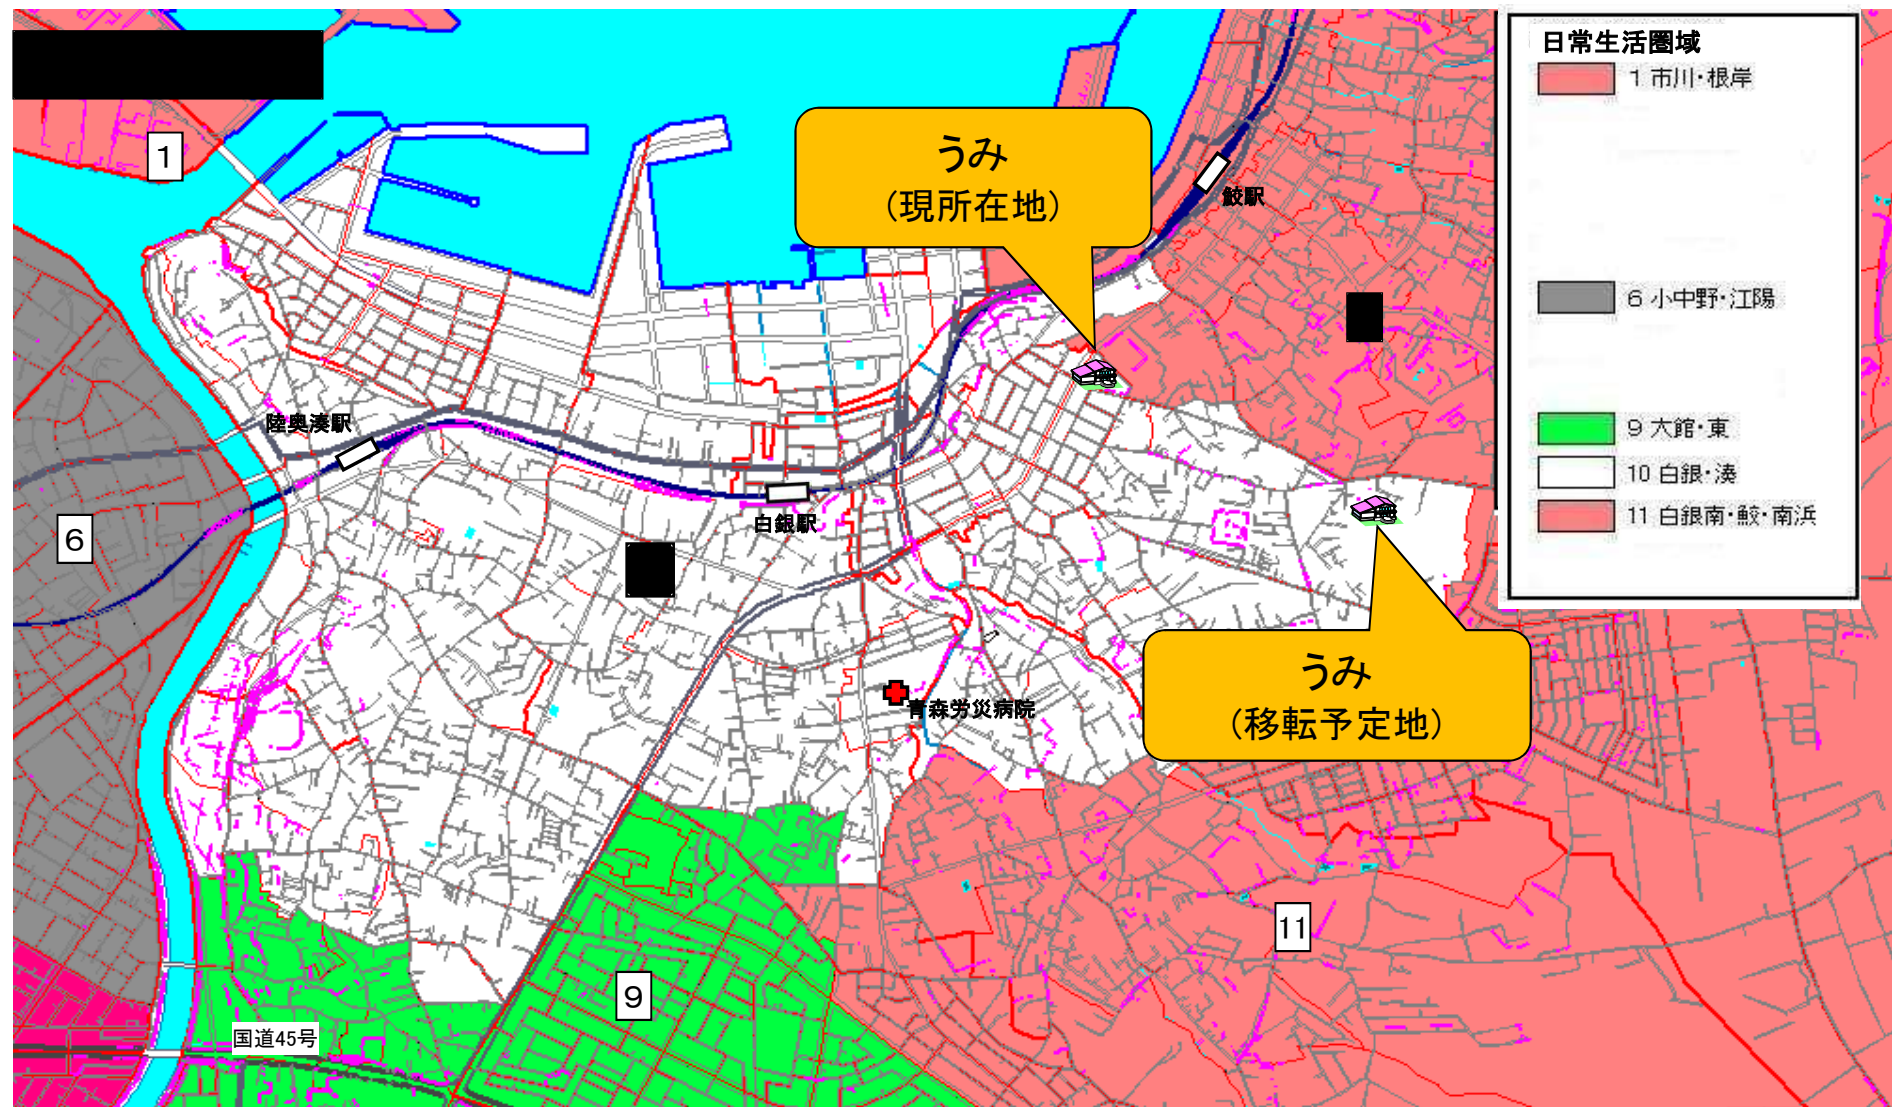 日常生活圏域
1 市川・根岸
6 小中野・江陽
9 大館・東
10 白銀・湊
11 白銀南・鮫・南浜
1
うみ
(現所在地)
鮫駅
陸奥湊駅
白銀駅
6
うみ
(移転予定地)
青森労災病院
11
9
国道45号